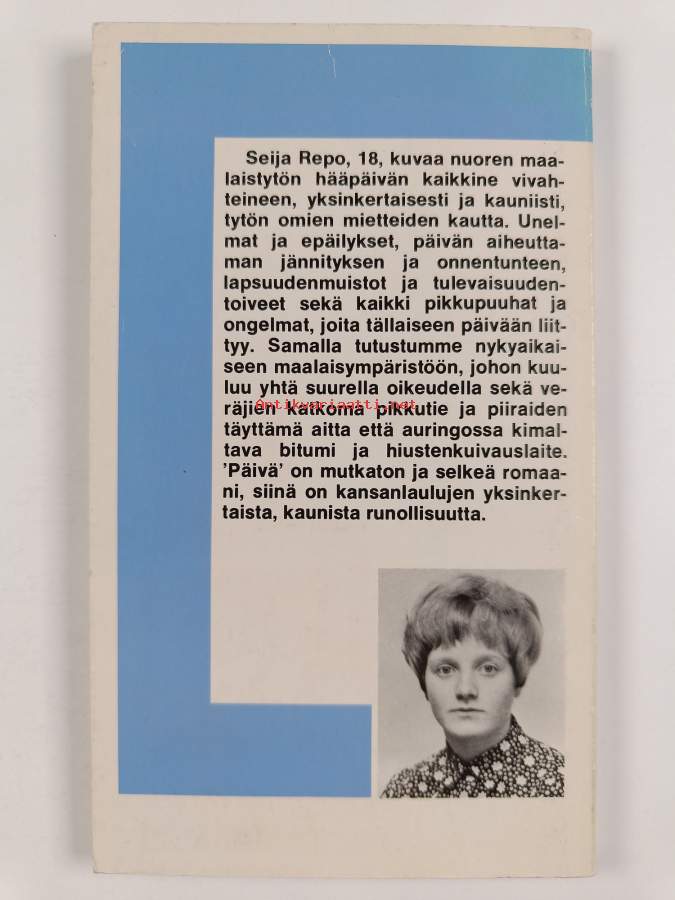 Seija Repo, 18, kuvaa nuoren maa-
laistytön hääpäivän kaikkine vivah-
teineen, yksinkertaisesti ja kauniisti,
tytön omien mietteiden kautta. Unel-
mat ja epäilykset, päivän aiheutta-
man jännityksen ja onnentunteen,
lapsuudenmuistot ja tulevaisuuden-
toiveet sekä kaikki pikkupuuhat ja
ongelmat, joita tällaiseen päivään liit-
tyy. Samalla tutustumme nykyaikai-
seen maalaisympäristöön, johon kuu-
luu yhtä suurella oikeudella sekä ve-
räjien katkoma pikkutie ja piiraiden
Antikvariaatti.net
täyttämä aitta että auringossa kimal-
tava bitumi ja hiustenkuivauslaite.
'Päivä' on mutkaton ja selkeä romaa-
ni, siinä on kansanlaulujen yksinker-
taista, kaunista runollisuutta.